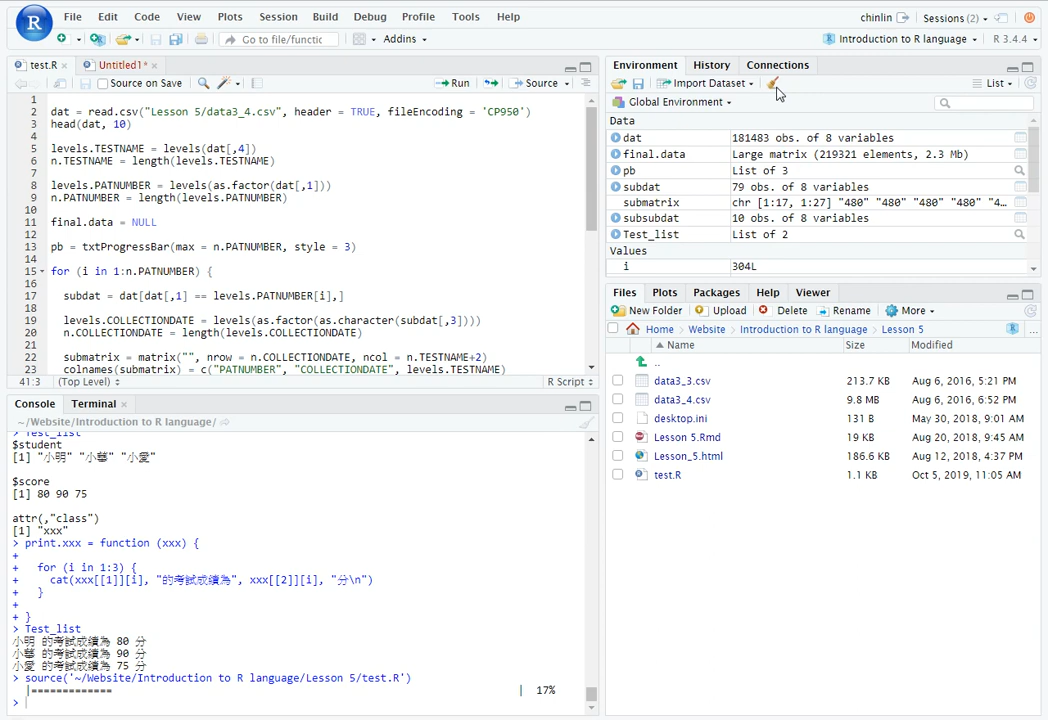 File Edit Code View Plots Session Build Debug Profile Tools Help
chinlin Sessions (2)
Go to file/functic Addins
Introduction to R language R 3.4.4
test.R Untitled1*
Source on Save Run Source
1
2 dat = read.csv("Lesson 5/data3_4.csv", header = TRUE, fileEncoding = 'CP950')
3 head(dat, 10)
4
5 levels.TESTNAME = levels(dat[,4])
6 n.TESTNAME = length(levels.TESTNAME)
7
8 levels.PATNUMBER = levels(as.factor(dat[,1]))
9 n.PATNUMBER = length(levels.PATNUMBER)
10
11 final.data = NULL
12
13 pb = txtProgressBar(max = n.PATNUMBER, style = 3)
14
15 for (i in 1:n.PATNUMBER) {
16
17 subdat = dat[dat[,1] == levels.PATNUMBER[i],]
18
19 levels.COLLECTIONDATE = levels(as.factor(as.character(subdat[,3])))
20 n.COLLECTIONDATE = length(levels.COLLECTIONDATE)
21
22 submatrix = matrix("", nrow = n.COLLECTIONDATE, ncol = n.TESTNAME+2)
23 colnames(submatrix) = c("PATNUMBER", "COLLECTIONDATE", levels.TESTNAME)
41:3 (Top Level) R Script
Console Terminal
~/Website/Introduction to R language/
> Test_list
$student
[1] "小明" "小華" "小愛"
$score
[1] 80 90 75
attr(,"class")
[1] "xxx"
> print.xxx = function (xxx) {
+
+ for (i in 1:3) {
+ cat(xxx[[1]][i], "的考試成績為", xxx[[2]][i], "分\n")
+ }
+
+ }
> Test_list
小明 的考試成績為 80 分
小華 的考試成績為 90 分
小愛 的考試成績為 75 分
> source('~/Website/Introduction to R language/Lesson 5/test.R')
|============= | 17%
>
Environment History Connections
Import Dataset List
Global Environment
Data
dat 181483 obs. of 8 variables
final.data Large matrix (219321 elements, 2.3 Mb)
pb List of 3
subdat 79 obs. of 8 variables
submatrix chr [1:17, 1:27] "480" "480" "480" "480" "4...
subsubdat 10 obs. of 8 variables
Test_list List of 2
Values
i 304L
Files Plots Packages Help Viewer
New Folder Upload Delete Rename More
Home Website Introduction to R language Lesson 5 ...
Name Size Modified
..
data3_3.csv 213.7 KB Aug 6, 2016, 5:21 PM
data3_4.csv 9.8 MB Aug 6, 2016, 6:52 PM
desktop.ini 131 B May 30, 2018, 9:01 AM
Lesson 5.Rmd 19 KB Aug 20, 2018, 9:45 AM
Lesson_5.html 186.6 KB Aug 12, 2018, 4:37 PM
test.R 1.1 KB Oct 5, 2019, 11:05 AM